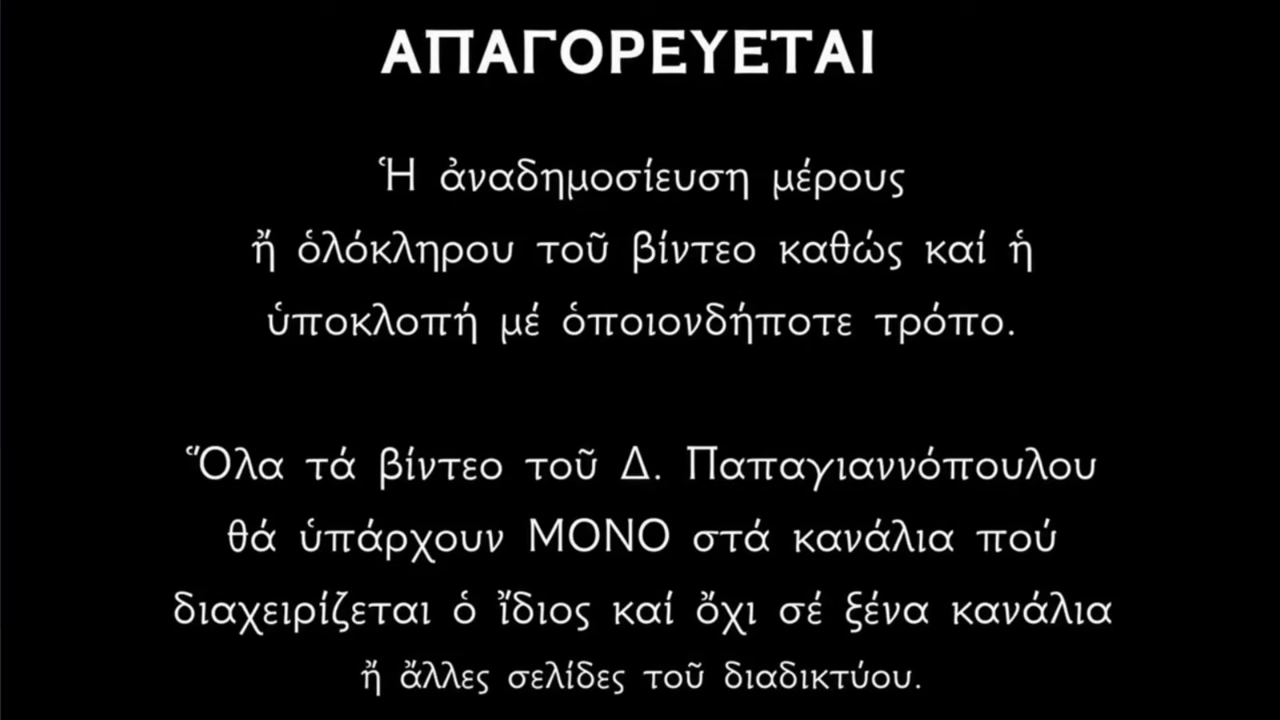 ΑΠΑΓΟΡΕΥΕΤΑΙ
Ἡ ἀναδημοσίευση μέρους
ἤ ὁλόκληρου τοῦ βίντεο καθώς καί ἡ
ὑποκλοπή μέ ὁποιονδήποτε τρόπο.
Ὅλα τά βίντεο τοῦ Δ. Παπαγιαννόπουλου
θά ὑπάρχουν ΜΟΝΟ στά κανάλια πού
διαχειρίζεται ὁ ἴδιος καί ὄχι σέ ξένα κανάλια
ἤ ἄλλες σελίδες τοῦ διαδικτύου.